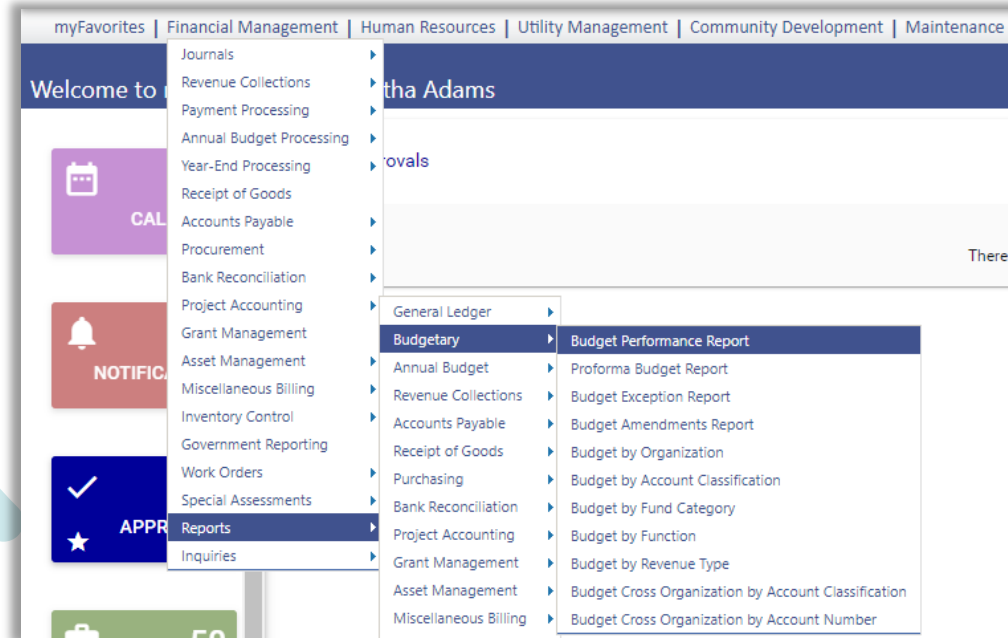 myFavorites | Financial Management | Human Resources | Utility Management | Community Development | Maintenance
Welcome to
tha Adams
rovals
There
CAL
NOTIFIC
APPR
59
Journals
Revenue Collections
Payment Processing
Annual Budget Processing
Year-End Processing
Receipt of Goods
Accounts Payable
Procurement
Bank Reconciliation
Project Accounting
Grant Management
Asset Management
Miscellaneous Billing
Inventory Control
Government Reporting
Work Orders
Special Assessments
Reports
Inquiries
General Ledger
Budgetary
Annual Budget
Revenue Collections
Accounts Payable
Receipt of Goods
Purchasing
Bank Reconciliation
Project Accounting
Grant Management
Asset Management
Miscellaneous Billing
Budget Performance Report
Proforma Budget Report
Budget Exception Report
Budget Amendments Report
Budget by Organization
Budget by Account Classification
Budget by Fund Category
Budget by Function
Budget by Revenue Type
Budget Cross Organization by Account Classification
Budget Cross Organization by Account Number